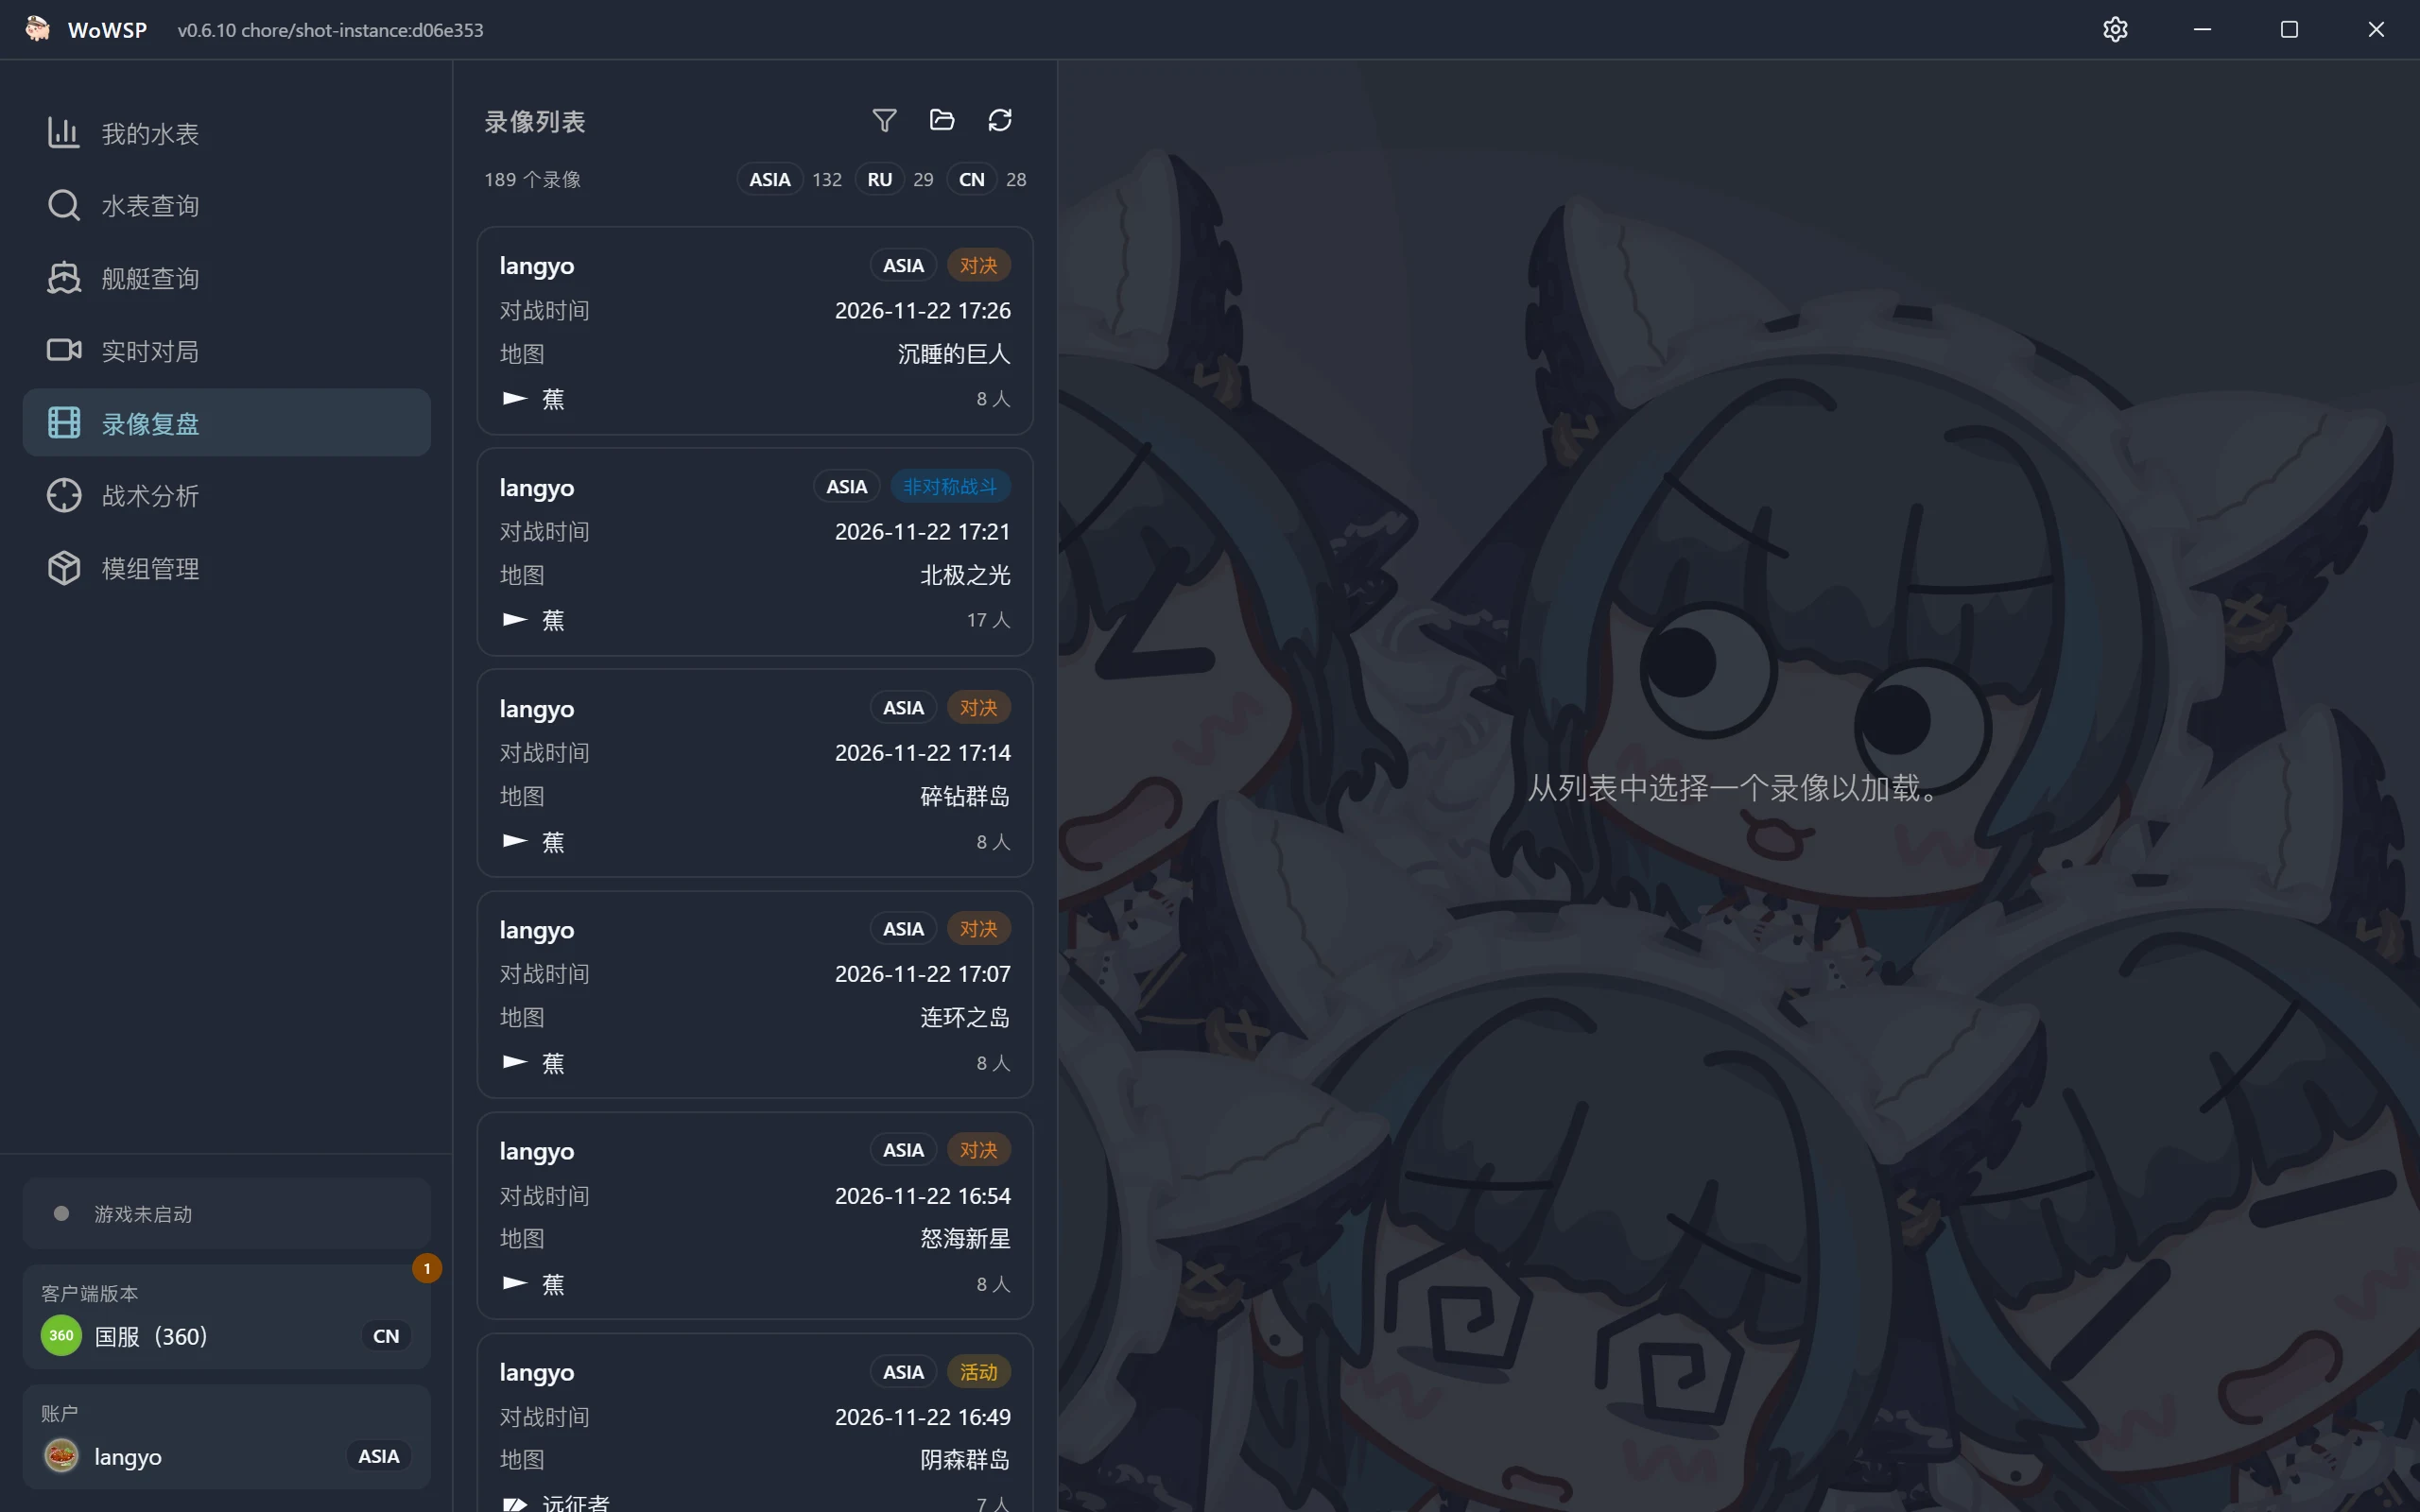 WoWSP v0.6.10 chore/shot-instance:d06e353
我的水表
水表查询
舰艇查询
实时对局
录像复盘
战术分析
模组管理
游戏未启动
1
客户端版本
360 国服（360） CN
账户
langyo ASIA
录像列表
189 个录像 ASIA 132 RU 29 CN 28
langyo ASIA 对决
对战时间 2026-11-22 17:26
地图 沉睡的巨人
蕉 8 人
langyo ASIA 非对称战斗
对战时间 2026-11-22 17:21
地图 北极之光
蕉 17 人
langyo ASIA 对决
对战时间 2026-11-22 17:14
地图 碎钻群岛
蕉 8 人
langyo ASIA 对决
对战时间 2026-11-22 17:07
地图 连环之岛
蕉 8 人
langyo ASIA 对决
对战时间 2026-11-22 16:54
地图 怒海新星
蕉 8 人
langyo ASIA 活动
对战时间 2026-11-22 16:49
地图 阴森群岛
远征者 7 人
从列表中选择一个录像以加载。